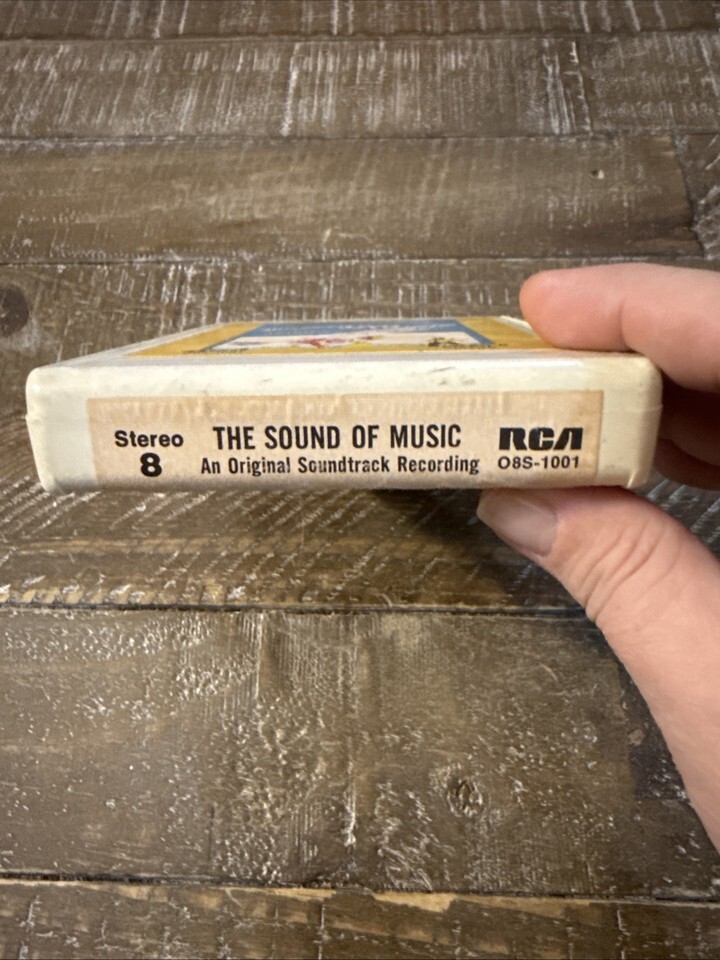 Stereo
8
THE SOUND OF MUSIC
An Original Soundtrack Recording
RCA
O8S-1001